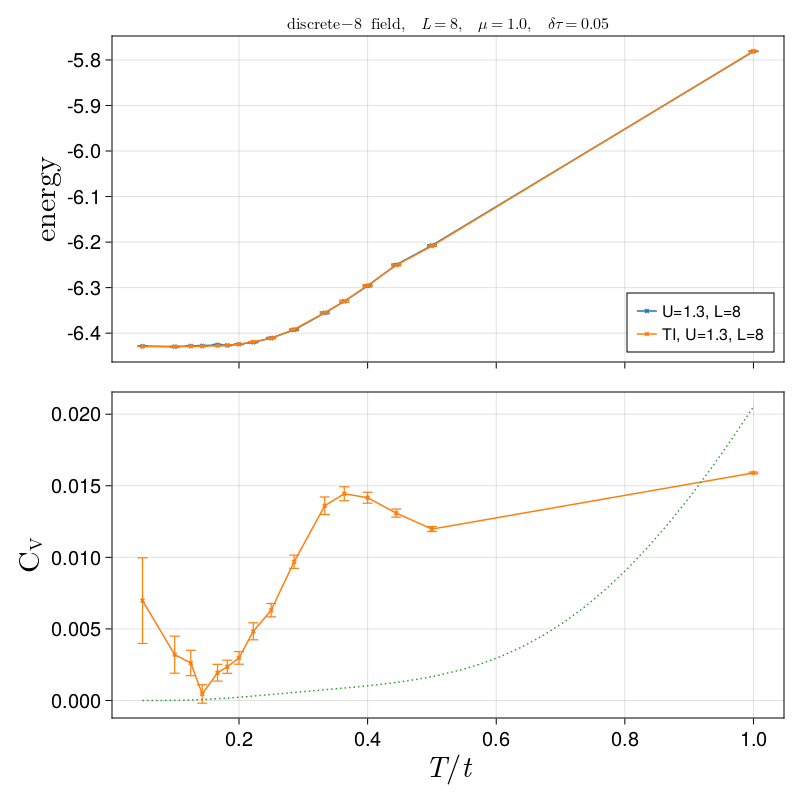 discrete−8 field, L = 8, μ = 1.0, δτ = 0.05
-5.8
-5.9
-6.0
-6.1
-6.2
-6.3
-6.4
energy
U=1.3, L=8
TI, U=1.3, L=8
0.020
0.015
0.010
0.005
0.000
C_V
0.2 0.4 0.6 0.8 1.0
T/t